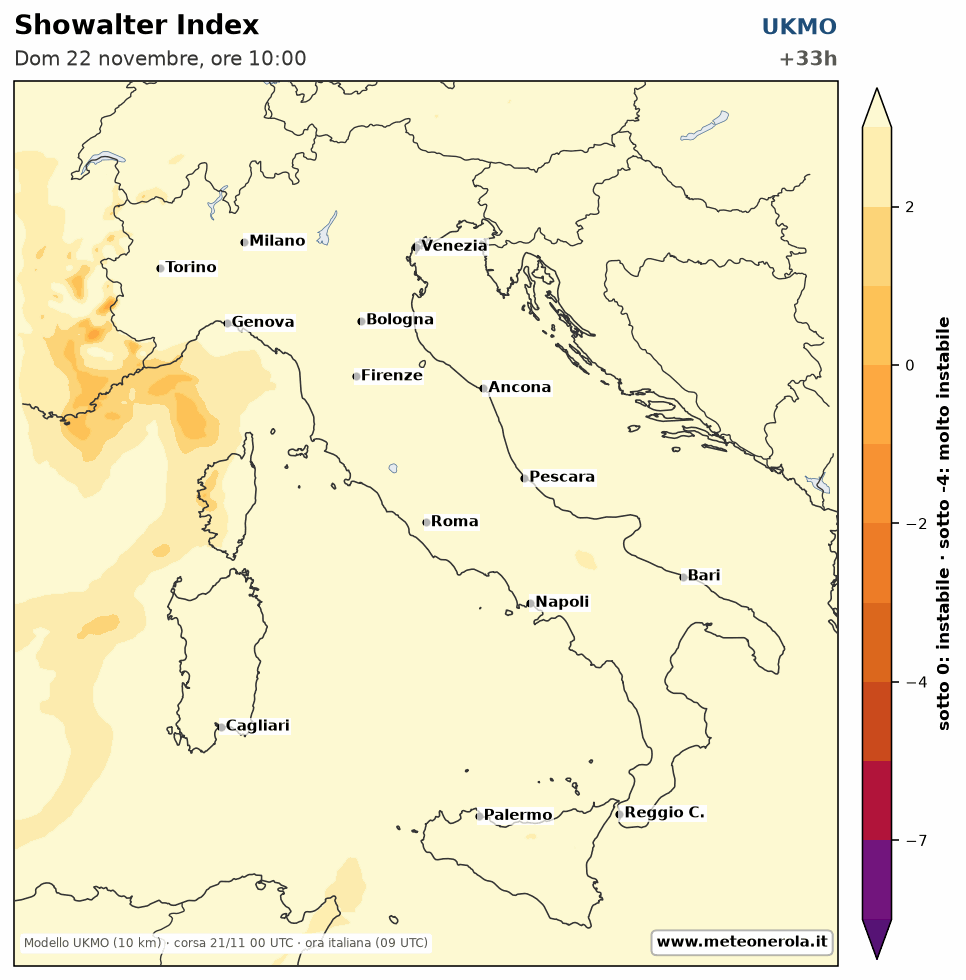 Showalter Index
UKMO
Dom 22 novembre, ore 10:00
+33h
Milano
Venezia
Torino
Genova
Bologna
Firenze
Ancona
Pescara
Roma
Bari
Napoli
Cagliari
Palermo
Reggio C.
2
0
−2
−4
−7
sotto 0: instabile · sotto -4: molto instabile
Modello UKMO (10 km) · corsa 21/11 00 UTC · ora italiana (09 UTC)
www.meteonerola.it